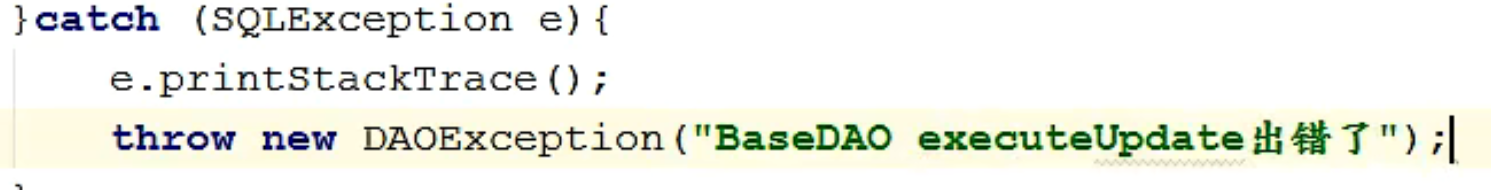 }catch (SQLException e){
e.printStackTrace();
throw new DAOException("BaseDAO executeUpdate出错了");